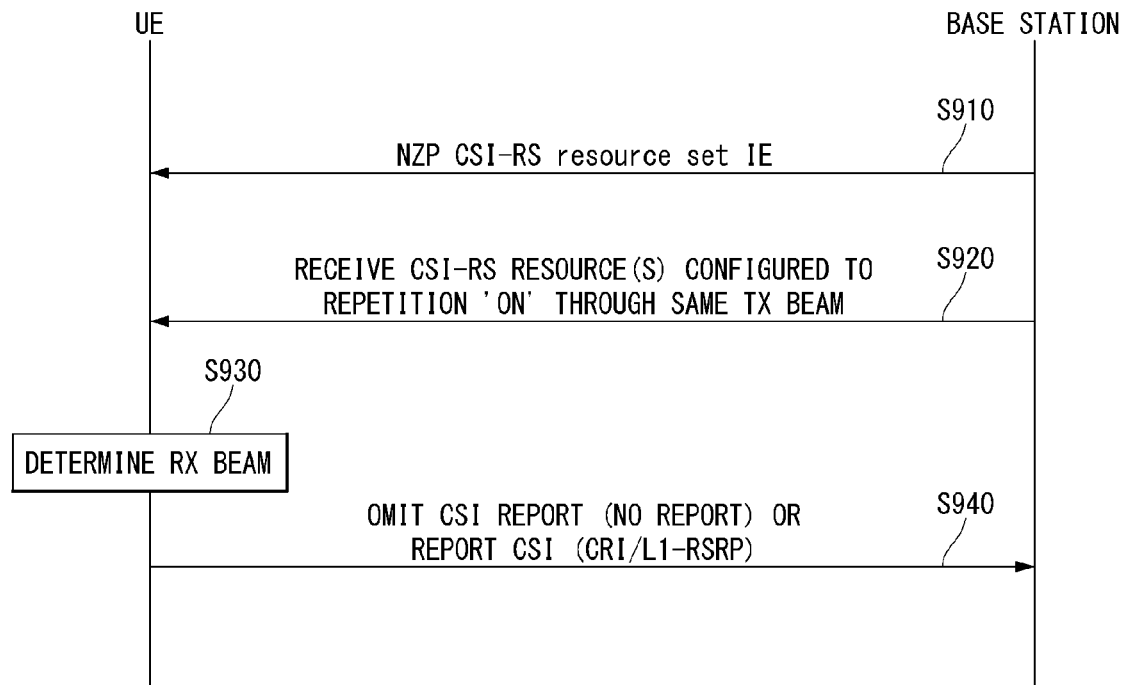 UE
BASE STATION
S910
NZP CSI-RS resource set IE
S920
RECEIVE CSI-RS RESOURCE(S) CONFIGURED TO
REPETITION 'ON' THROUGH SAME TX BEAM
S930
DETERMINE RX BEAM
S940
OMIT CSI REPORT (NO REPORT) OR
REPORT CSI (CRI/L1-RSRP)